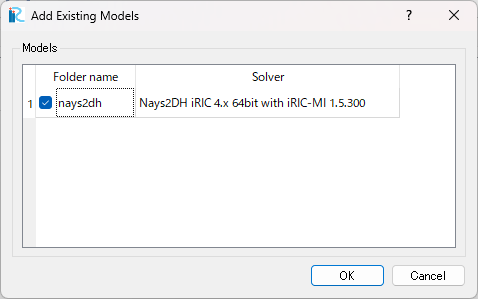 Add Existing Models
?
Models
Folder name Solver
1 nays2dh Nays2DH iRIC 4.x 64bit with iRIC-MI 1.5.300
OK Cancel